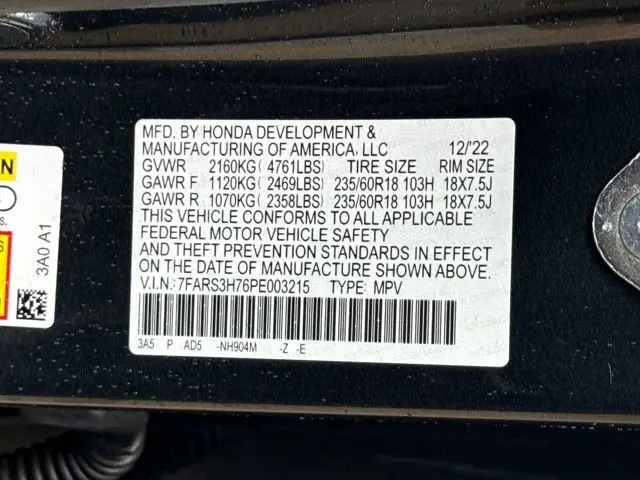 MFD. BY HONDA DEVELOPMENT &
MANUFACTURING OF AMERICA, LLC 12/'22
GVWR 2160KG( 4761LBS) TIRE SIZE RIM SIZE
GAWR F 1120KG( 2469LBS) 235/60R18 103H 18X7.5J
GAWR R 1070KG( 2358LBS) 235/60R18 103H 18X7.5J
THIS VEHICLE CONFORMS TO ALL APPLICABLE
FEDERAL MOTOR VEHICLE SAFETY
AND THEFT PREVENTION STANDARDS IN EFFECT
ON THE DATE OF MANUFACTURE SHOWN ABOVE.
V.I.N.:7FARS3H76PE003215 TYPE: MPV
3A5 P AD5 -NH904M -Z -E
3A0 A1